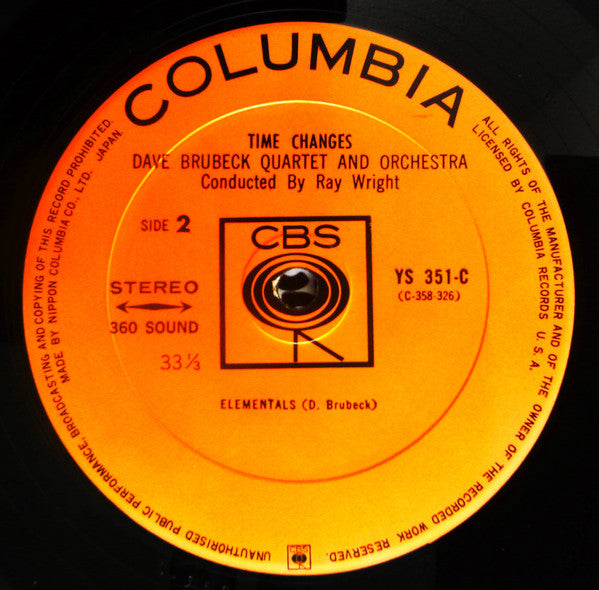 COLUMBIA
ALL RIGHTS OF THE MANUFACTURER AND OF THE OWNER OF THE RECORDED WORK RESERVED.
LICENSED BY COLUMBIA RECORDS U. S. A.
UNAUTHORISED PUBLIC PERFORMANCE, BROADCASTING AND COPYING OF THIS RECORD PROHIBITED.
MADE BY NIPPON COLUMBIA CO., LTD. JAPAN.
TIME CHANGES
DAVE BRUBECK QUARTET AND ORCHESTRA
Conducted By Ray Wright
SIDE 2
CBS
YS 351-C
(C-358-326)
STEREO
360 SOUND
33⅓
ELEMENTALS (D. Brubeck)
CBS